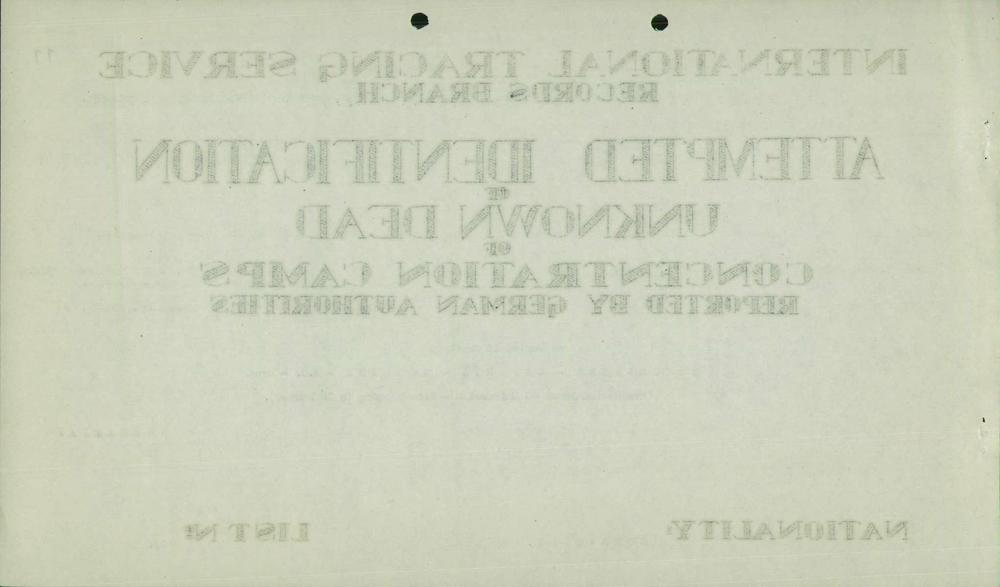 INTERNATIONAL TRACING SERVICE
RECORDS BRANCH
ATTEMPTED IDENTIFICATION
OF
UNKNOWN DEAD
OF
CONCENTRATION CAMPS
REPORTED BY GERMAN AUTHORITIES
NATIONALITY: LIST Nº